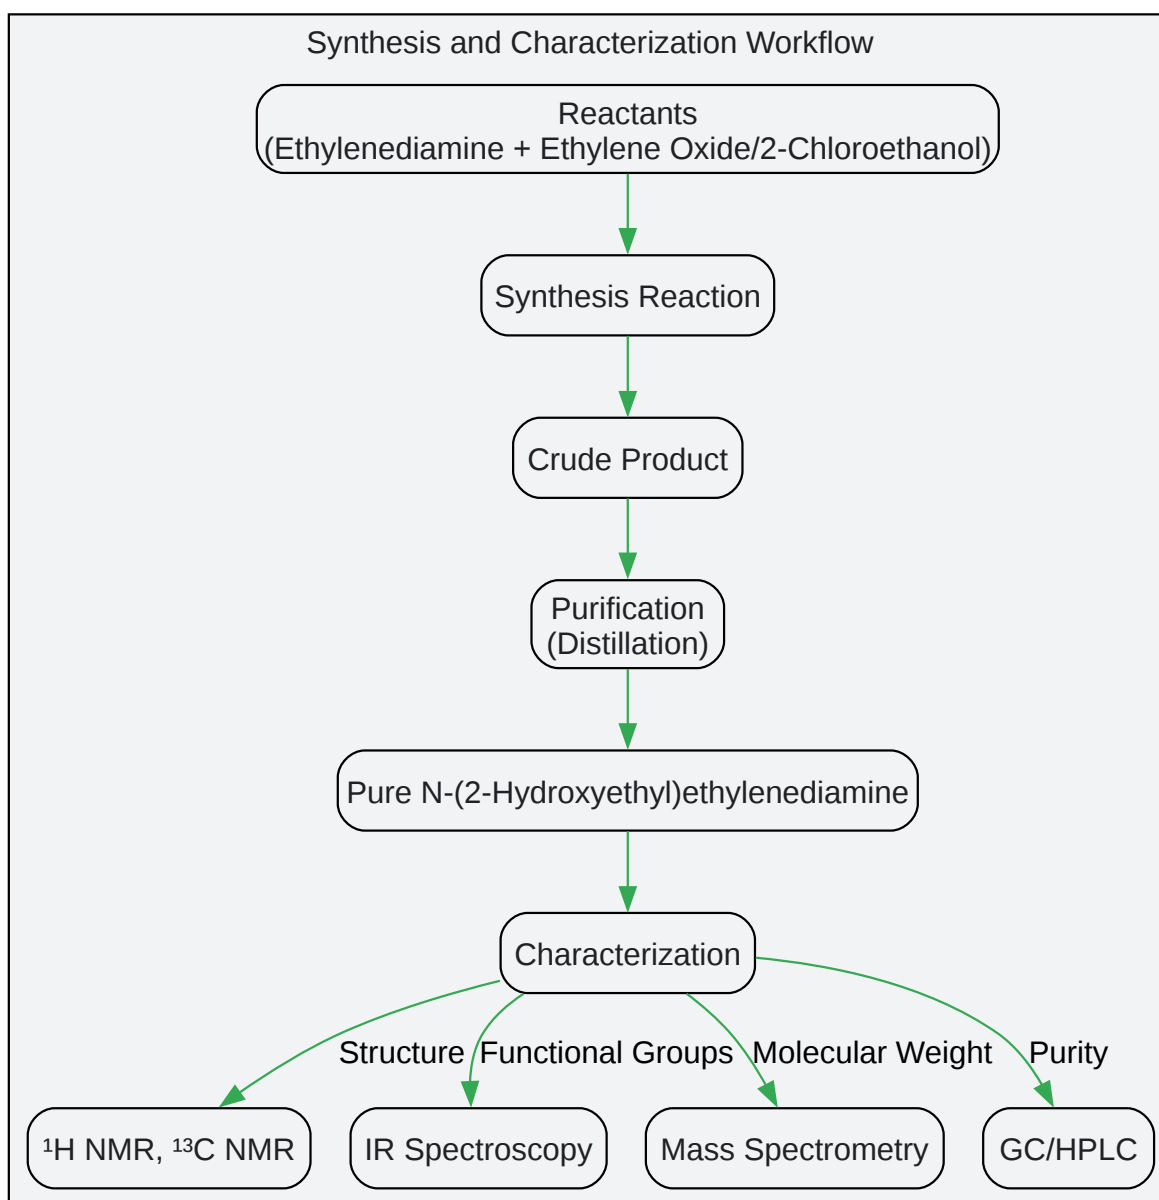 Synthesis and Characterization Workflow
Reactants
(Ethylenediamine + Ethylene Oxide/2-Chloroethanol)
Synthesis Reaction
Crude Product
Purification
(Distillation)
Pure N-(2-Hydroxyethyl)ethylenediamine
Characterization
Structure
Functional Groups
Molecular Weight
Purity
¹H NMR, ¹³C NMR
IR Spectroscopy
Mass Spectrometry
GC/HPLC